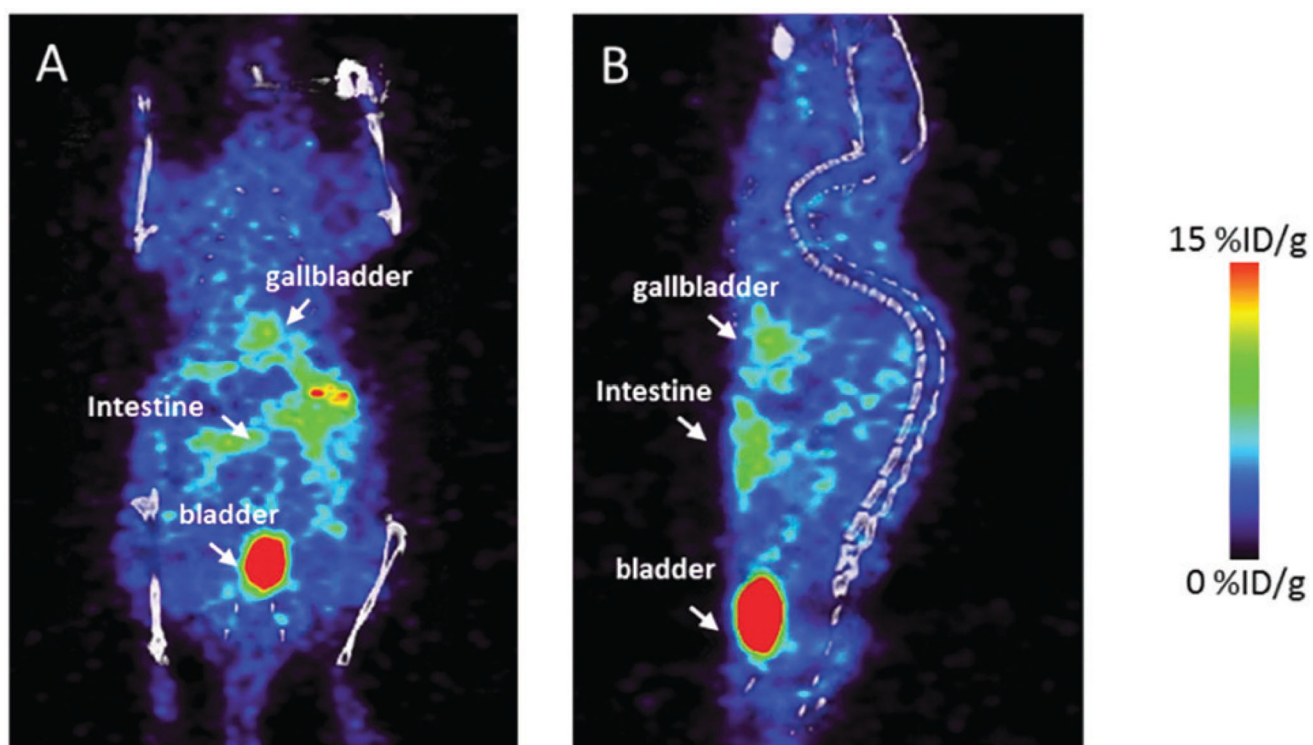 A
gallbladder
Intestine
bladder
B
gallbladder
Intestine
bladder
15 %ID/g
0 %ID/g